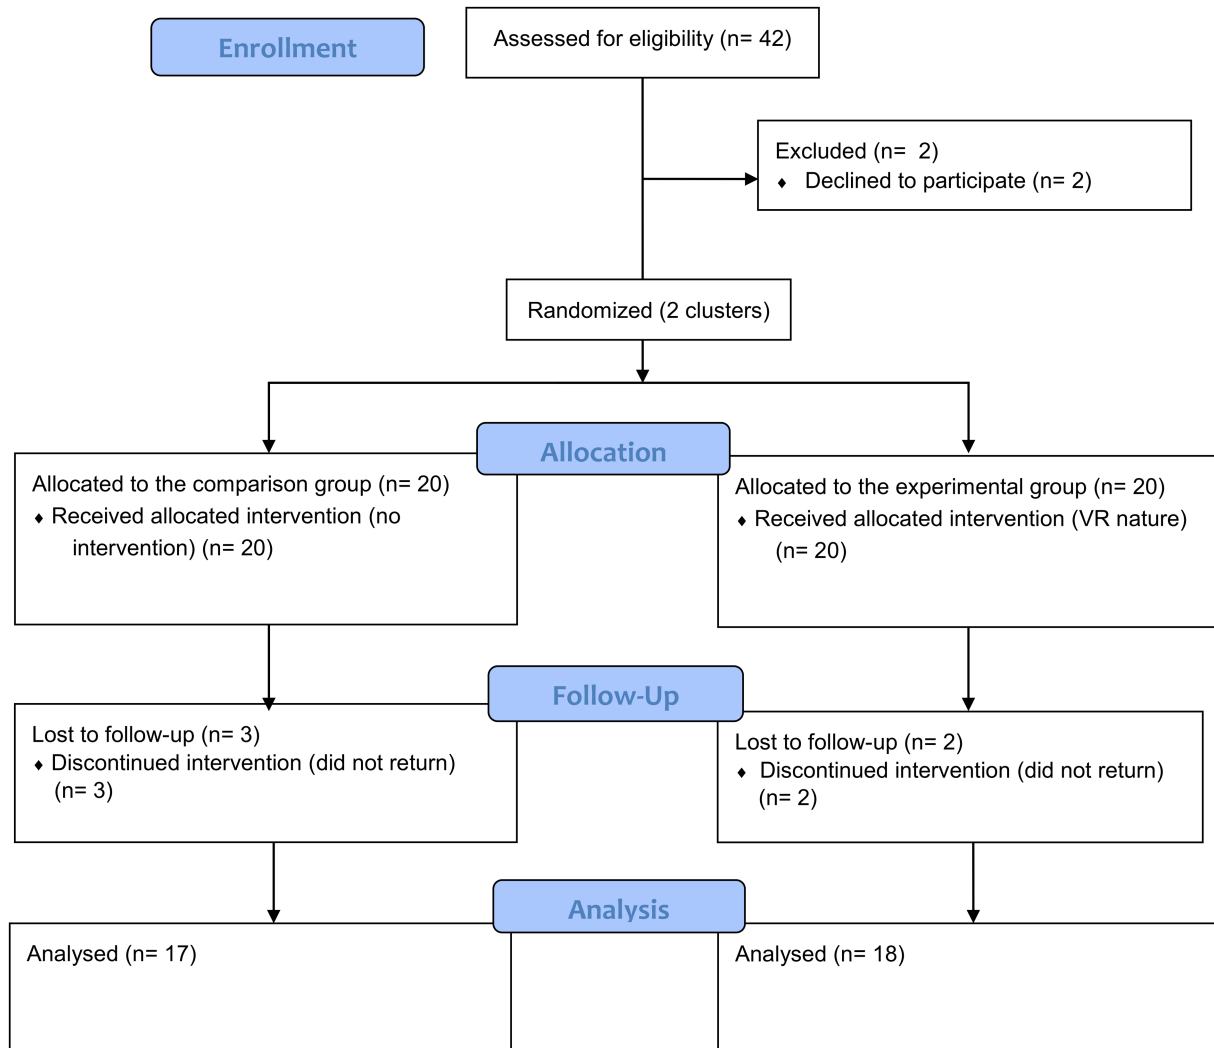 Enrollment
Assessed for eligibility (n= 42)
Excluded (n=  2)
♦ Declined to participate (n= 2)
Randomized (2 clusters)
Allocation
Allocated to the comparison group (n= 20)
♦ Received allocated intervention (no
intervention) (n= 20)
Allocated to the experimental group (n= 20)
♦ Received allocated intervention (VR nature)
(n= 20)
Follow-Up
Lost to follow-up (n= 3)
♦ Discontinued intervention (did not return)
(n= 3)
Lost to follow-up (n= 2)
♦ Discontinued intervention (did not return)
(n= 2)
Analysis
Analysed (n= 17)
Analysed (n= 18)